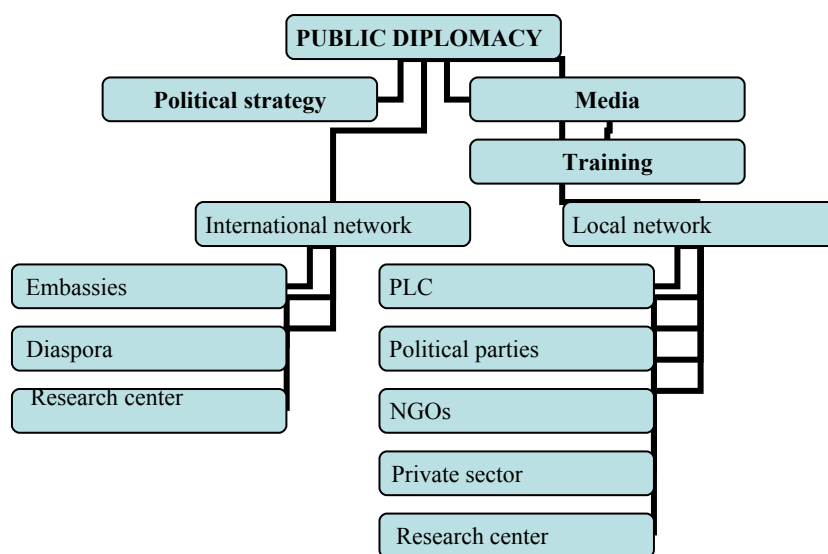 PUBLIC DIPLOMACY
Political strategy
Media
Training
International network
Local network
Embassies
Diaspora
Research center
PLC
Political parties
NGOs
Private sector
Research center